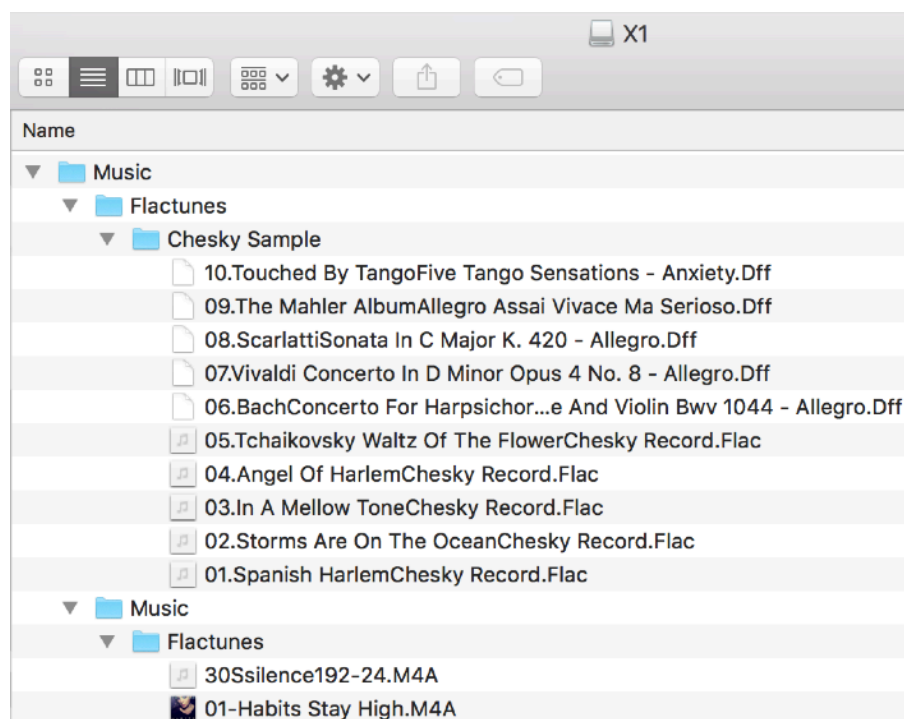 X1
Name
Music
Flactunes
Chesky Sample
10.Touched By TangoFive Tango Sensations - Anxiety.Dff
09.The Mahler AlbumAllegro Assai Vivace Ma Serioso.Dff
08.ScarlattiSonata In C Major K. 420 - Allegro.Dff
07.Vivaldi Concerto In D Minor Opus 4 No. 8 - Allegro.Dff
06.BachConcerto For Harpsichor...e And Violin Bwv 1044 - Allegro.Dff
05.Tchaikovsky Waltz Of The FlowerChesky Record.Flac
04.Angel Of HarlemChesky Record.Flac
03.In A Mellow ToneChesky Record.Flac
02.Storms Are On The OceanChesky Record.Flac
01.Spanish HarlemChesky Record.Flac
Music
Flactunes
30Ssilence192-24.M4A
01-Habits Stay High.M4A